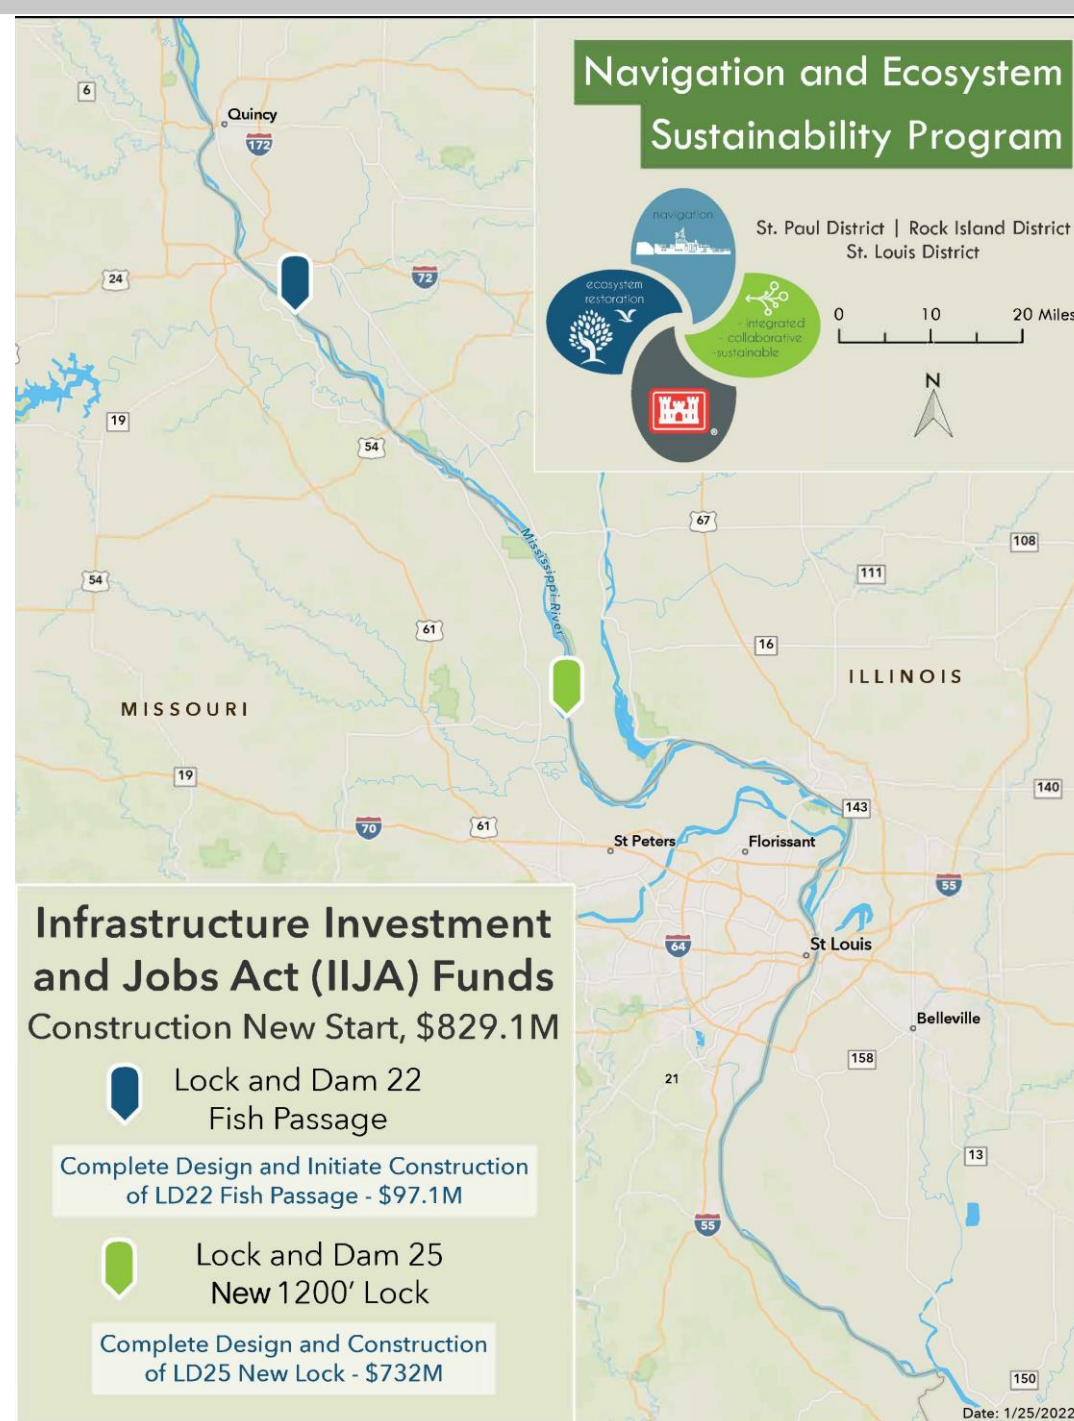 Navigation and Ecosystem
Sustainability Program
navigation
ecosystem
restoration
- integrated
- collaborative
-sustainable
®
St. Paul District | Rock Island District
St. Louis District
0 10 20 Miles
N
6
Quincy
172
24
72
19
54
Mississippi River
67
108
111
54
61
16
ILLINOIS
MISSOURI
19
140
143
70
61
St Peters
Florissant
55
64
St Louis
Belleville
158
21
13
55
150
Infrastructure Investment
and Jobs Act (IIJA) Funds
Construction New Start, $829.1M
Lock and Dam 22
Fish Passage
Complete Design and Initiate Construction
of LD22 Fish Passage - $97.1M
Lock and Dam 25
New 1200' Lock
Complete Design and Construction
of LD25 New Lock - $732M
Date: 1/25/2022